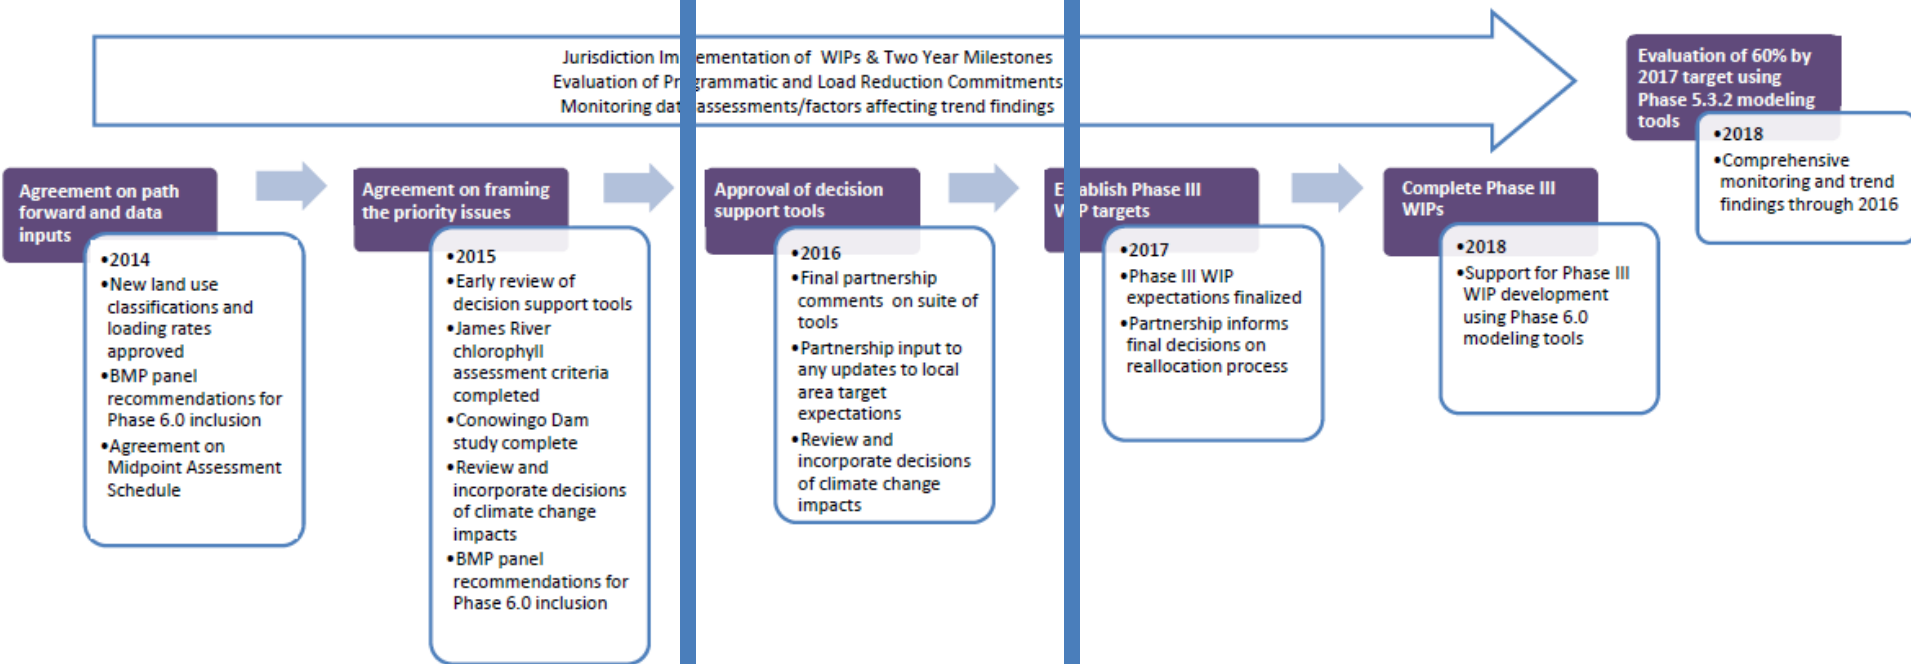 Jurisdiction Im ementation of WIPs & Two Year Milestones
Evaluation of Pr grammatic and Load Reduction Commitments
Monitoring dat assessments/factors affecting trend findings
Evaluation of 60% by
2017 target using
Phase 5.3.2 modeling
tools
•2018
•Comprehensive
monitoring and trend
findings through 2016
Agreement on path
forward and data
inputs
•2014
•New land use
classifications and
loading rates
approved
•BMP panel
recommendations for
Phase 6.0 inclusion
•Agreement on
Midpoint Assessment
Schedule
Agreement on framing
the priority issues
•2015
•Early review of
decision support tools
•James River
chlorophyll
assessment criteria
completed
•Conowingo Dam
study complete
•Review and
incorporate decisions
of climate change
impacts
•BMP panel
recommendations for
Phase 6.0 inclusion
Approval of decision
support tools
•2016
•Final partnership
comments on suite of
tools
•Partnership input to
any updates to local
area target
expectations
•Review and
incorporate decisions
of climate change
impacts
E ablish Phase III
W P targets
•2017
•Phase III WIP
expectations finalized
•Partnership informs
final decisions on
reallocation process
Complete Phase III
WIPs
•2018
•Support for Phase III
WIP development
using Phase 6.0
modeling tools